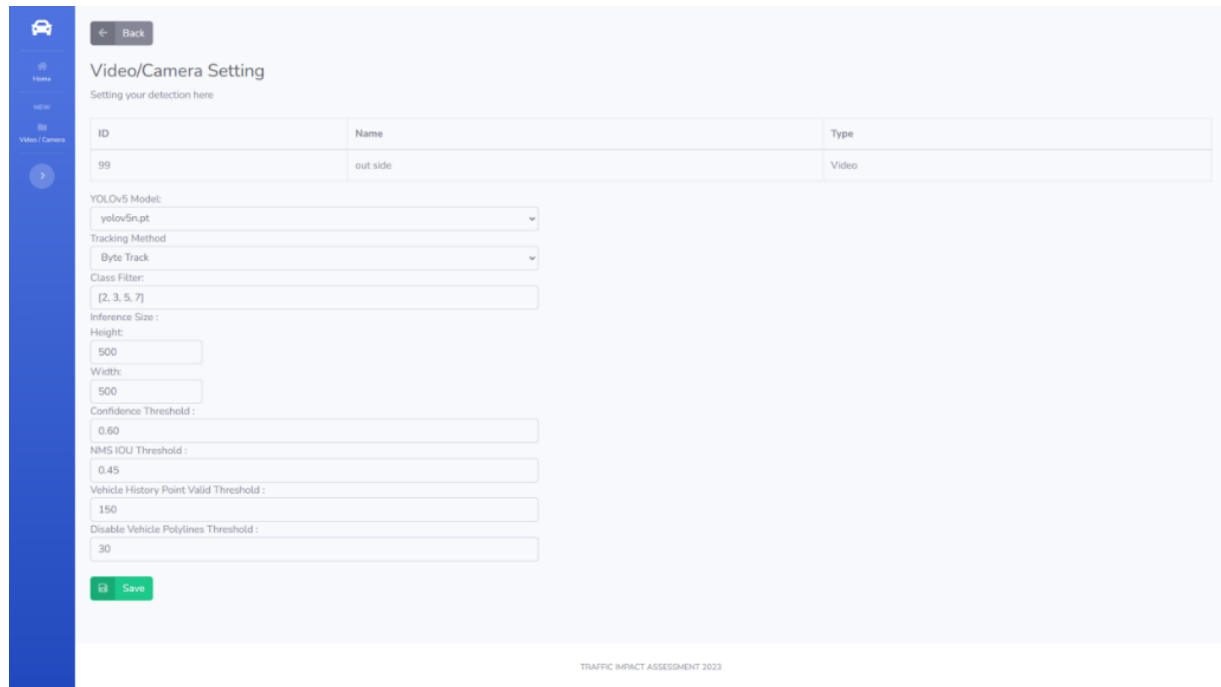 Back
Home
Video/Camera Setting
Setting your detection here
NEW
Video / Camera
ID Name Type
99 out side Video
YOLOv5 Model:
yolov5n.pt
Tracking Method
Byte Track
Class Filter:
[2, 3, 5, 7]
Inference Size :
Height:
500
Width:
500
Confidence Threshold :
0.60
NMS IOU Threshold :
0.45
Vehicle History Point Valid Threshold :
150
Disable Vehicle Polylines Threshold :
30
Save
TRAFFIC IMPACT ASSESSMENT 2023